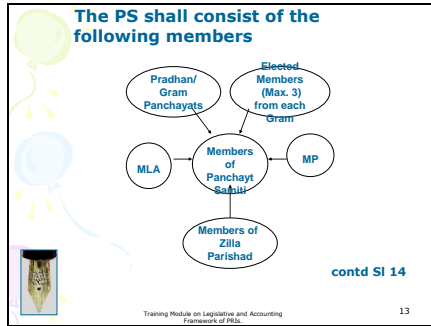 The PS shall consist of the
following members
Pradhan/
Gram
Panchayats
Elected
Members
(Max. 3)
from each
Gram
MLA
Members
of
Panchayt
Samiti
MP
Members of
Zilla
Parishad
contd Sl 14
Training Module on Legislative and Accounting
Framework of PRIs.
13